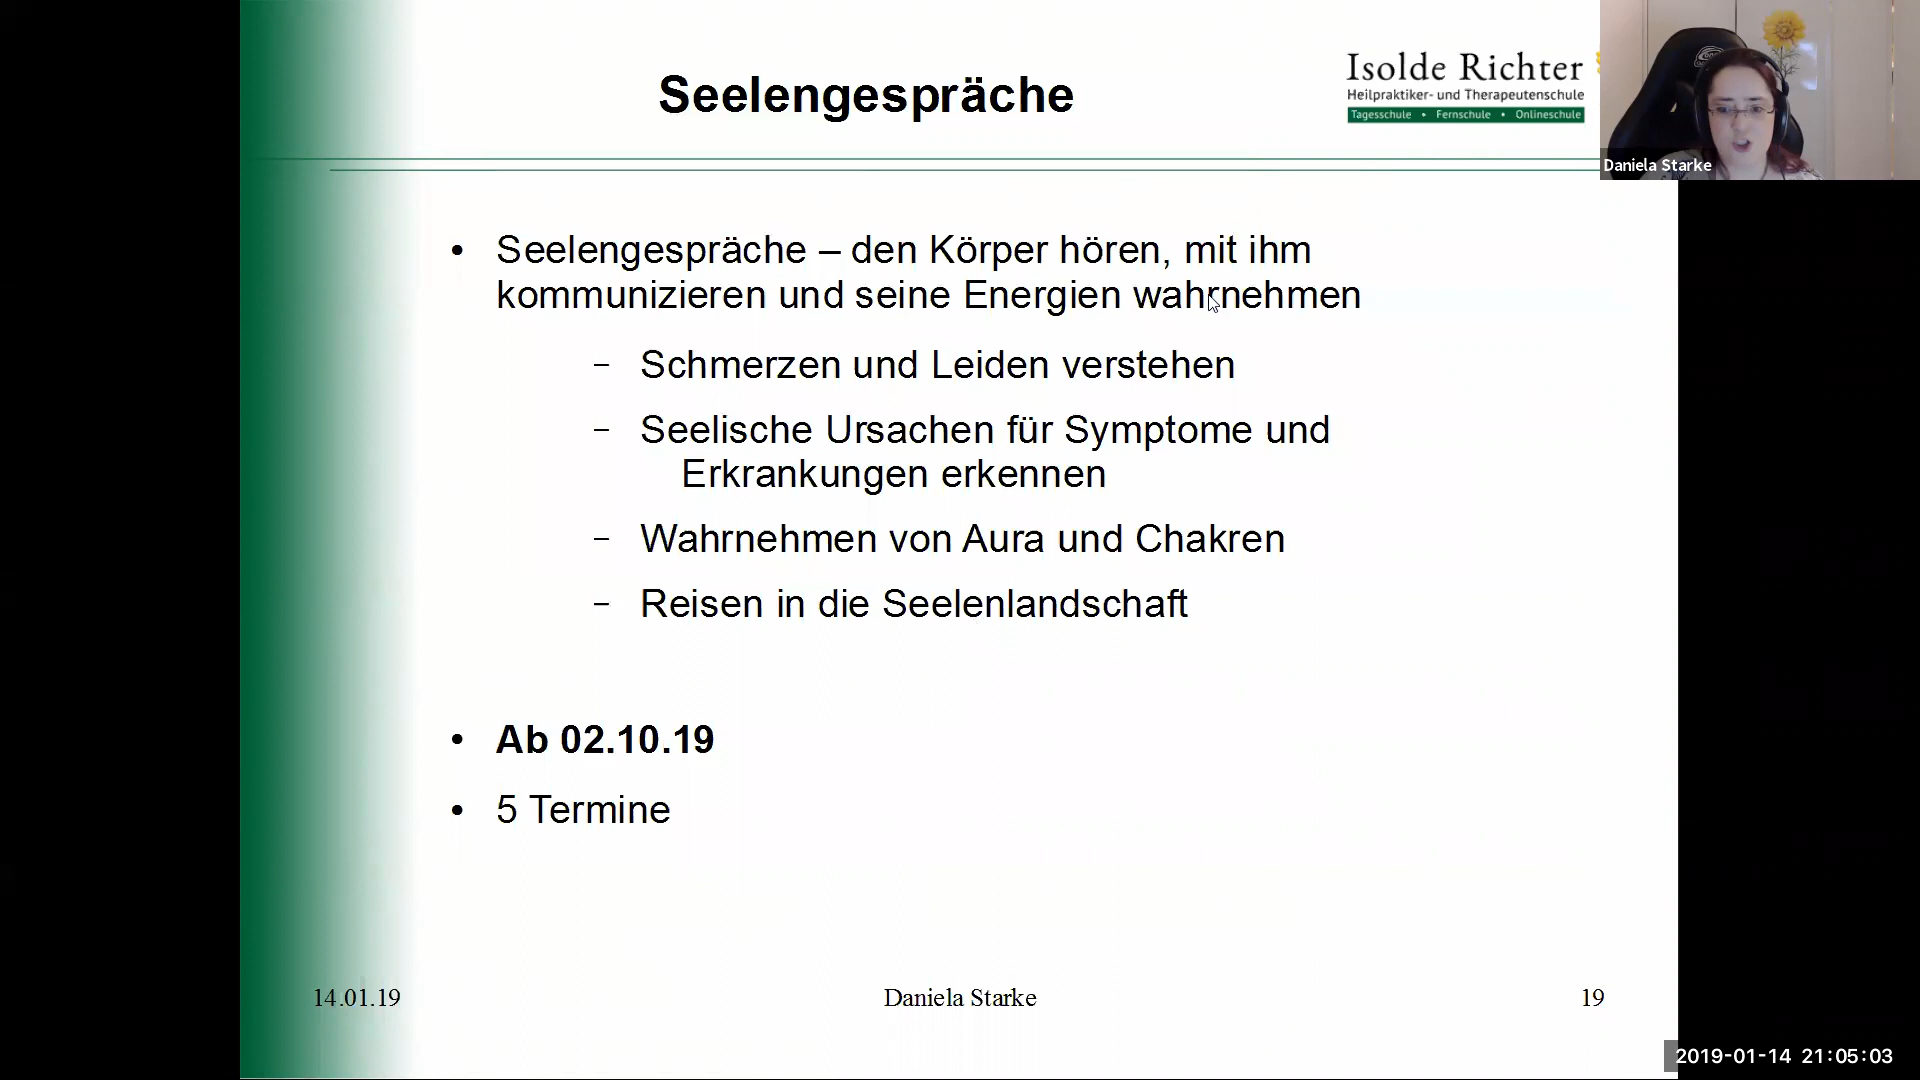 Seelengespräche
Isolde Richter
Heilpraktiker- und Therapeutenschule
Tagesschule • Fernschule • Onlineschule
Daniela Starke
• Seelengespräche – den Körper hören, mit ihm
kommunizieren und seine Energien wahrnehmen
– Schmerzen und Leiden verstehen
– Seelische Ursachen für Symptome und
Erkrankungen erkennen
– Wahrnehmen von Aura und Chakren
– Reisen in die Seelenlandschaft
• Ab 02.10.19
• 5 Termine
14.01.19
Daniela Starke
19
2019-01-14 21:05:03